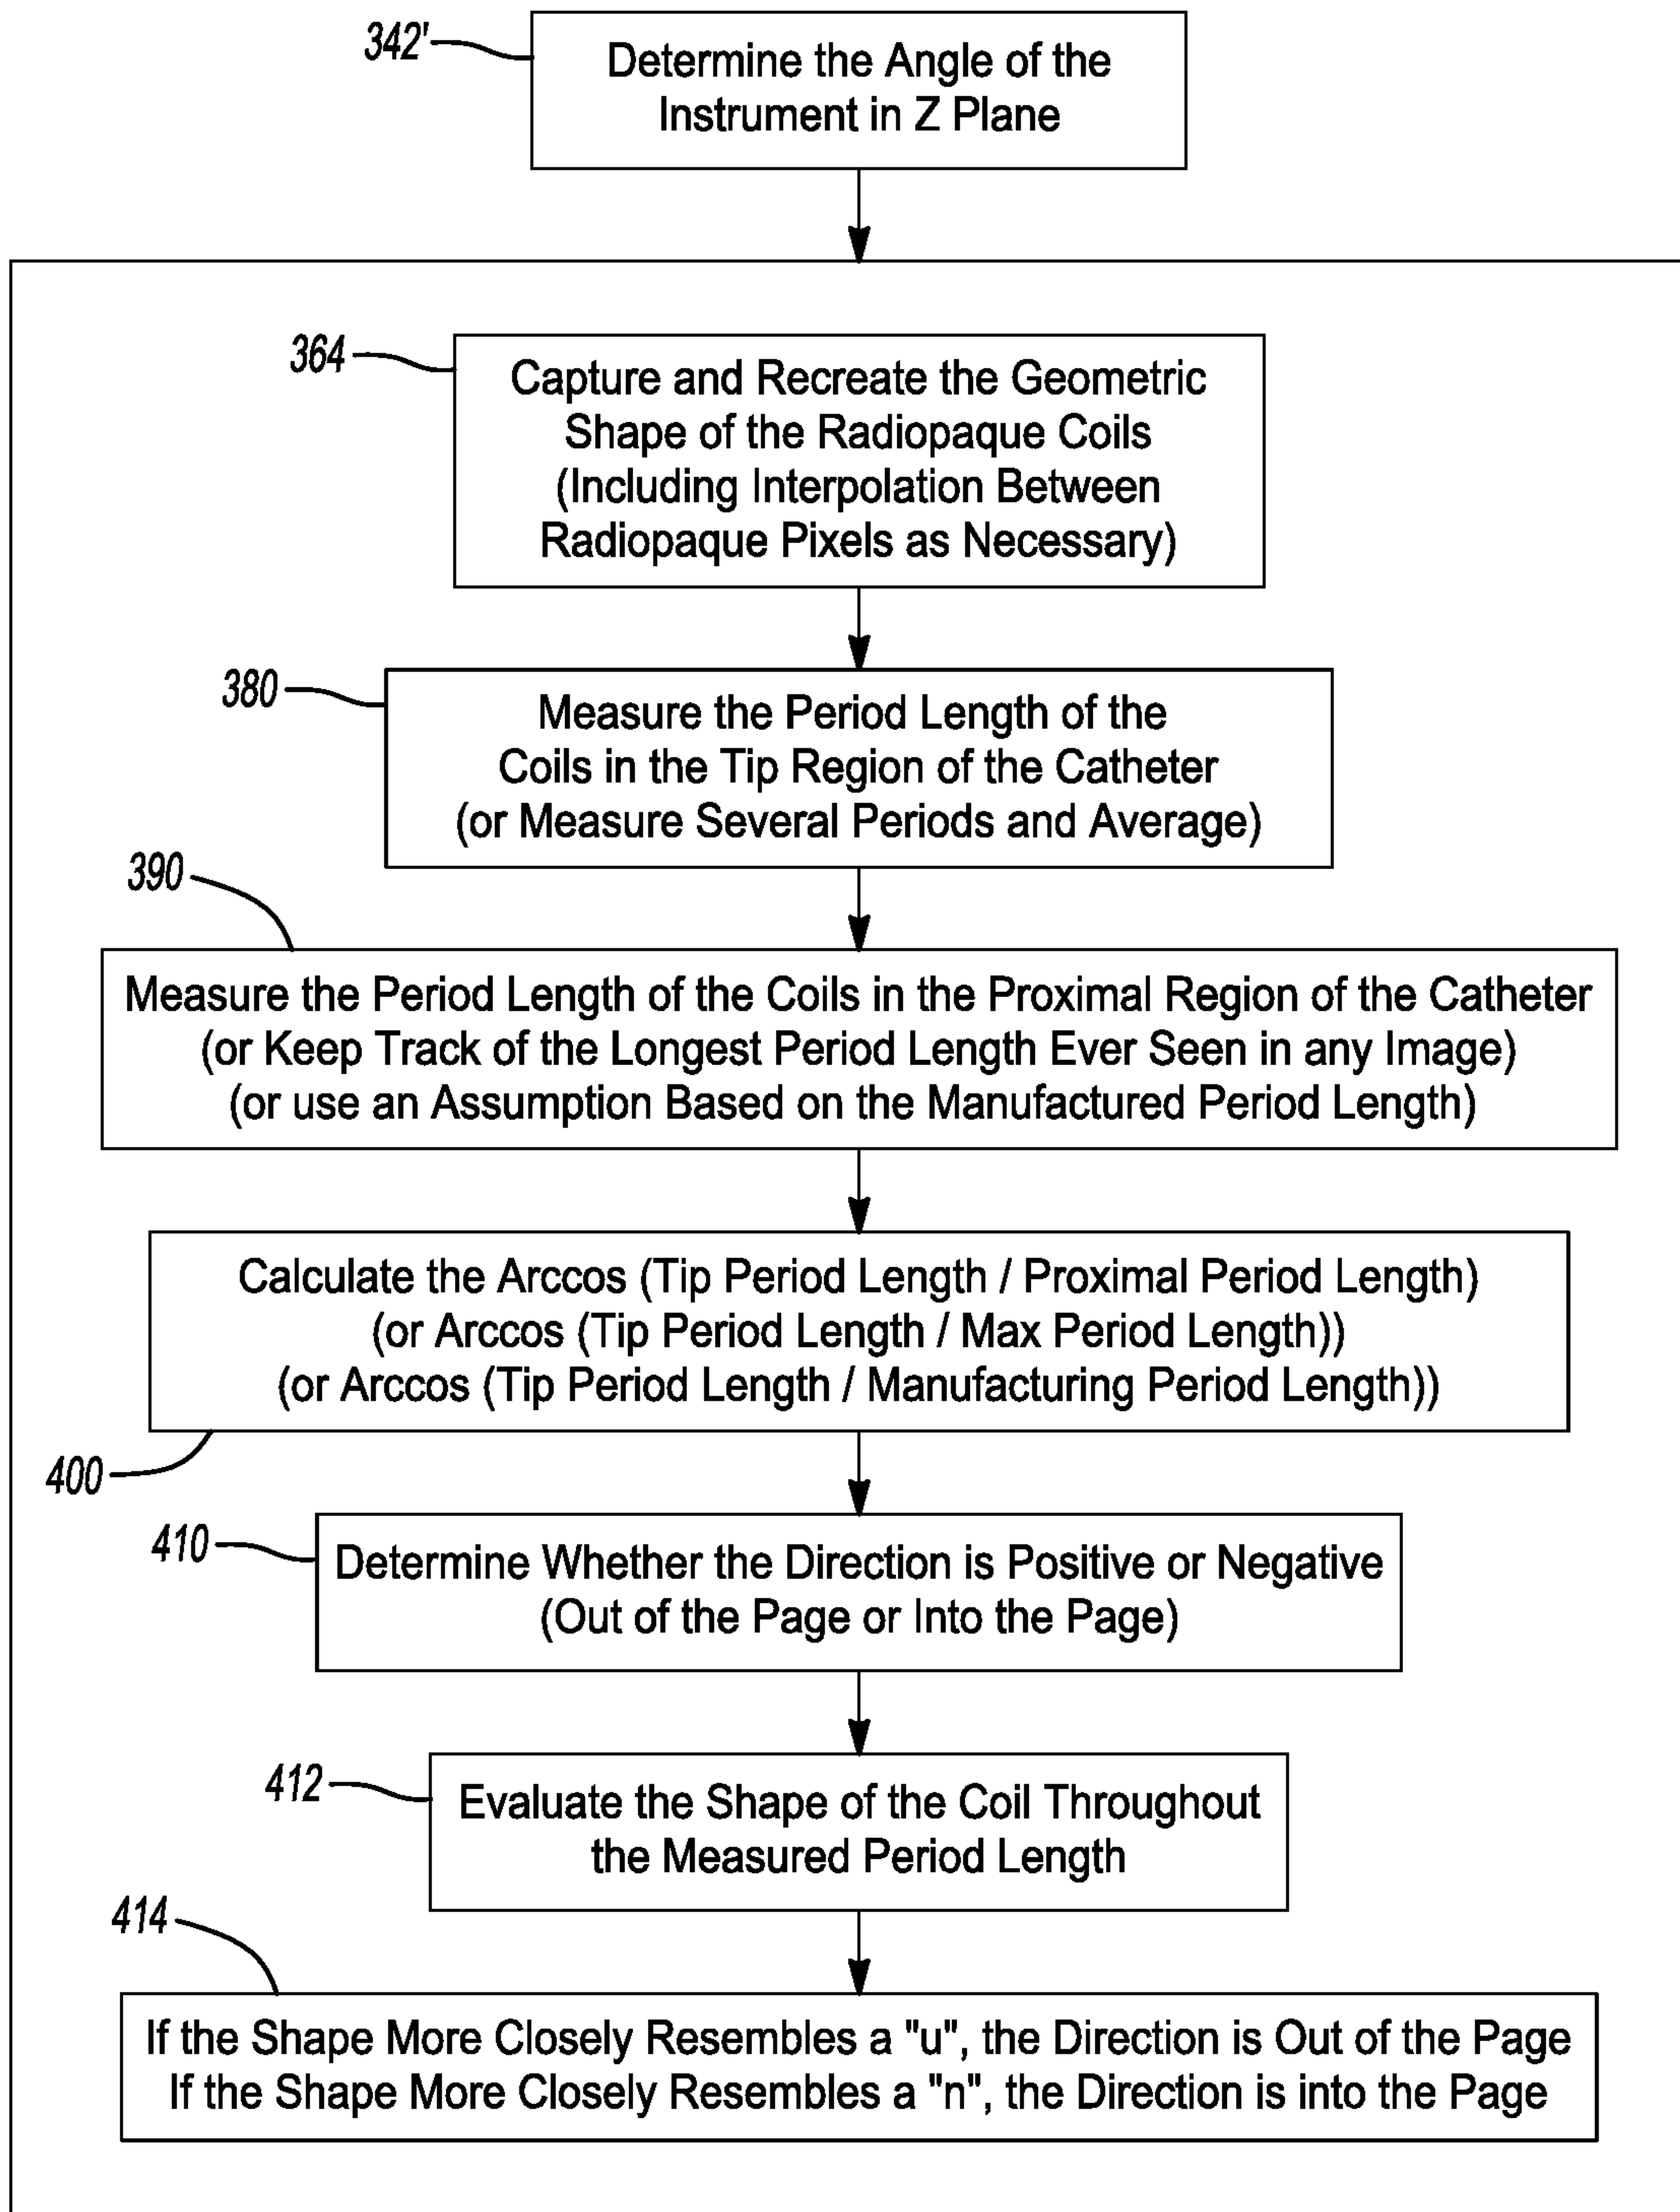 342'
Determine the Angle of the
Instrument in Z Plane
364
Capture and Recreate the Geometric
Shape of the Radiopaque Coils
(Including Interpolation Between
Radiopaque Pixels as Necessary)
380
Measure the Period Length of the
Coils in the Tip Region of the Catheter
(or Measure Several Periods and Average)
390
Measure the Period Length of the Coils in the Proximal Region of the Catheter
(or Keep Track of the Longest Period Length Ever Seen in any Image)
(or use an Assumption Based on the Manufactured Period Length)
Calculate the Arccos (Tip Period Length / Proximal Period Length)
(or Arccos (Tip Period Length / Max Period Length))
(or Arccos (Tip Period Length / Manufacturing Period Length))
400
410
Determine Whether the Direction is Positive or Negative
(Out of the Page or Into the Page)
412
Evaluate the Shape of the Coil Throughout
the Measured Period Length
414
If the Shape More Closely Resembles a "u", the Direction is Out of the Page
If the Shape More Closely Resembles a "n", the Direction is into the Page